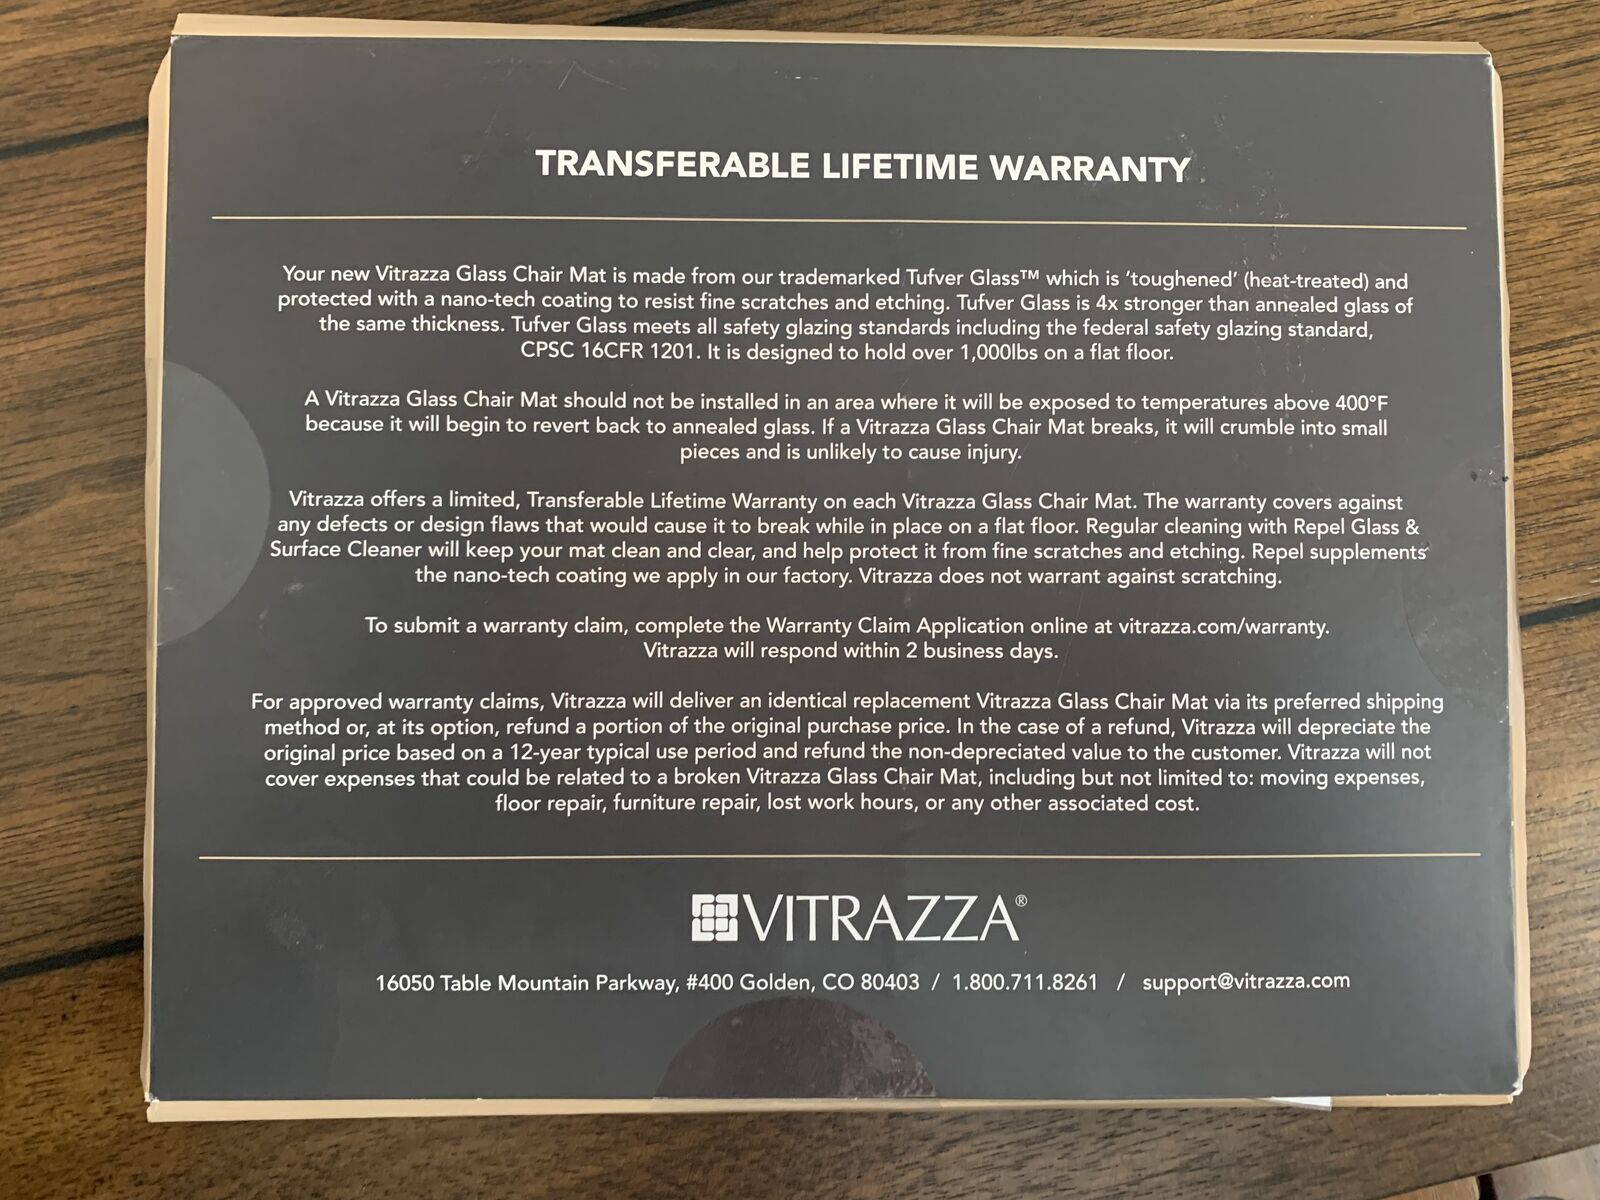 TRANSFERABLE LIFETIME WARRANTY
Your new Vitrazza Glass Chair Mat is made from our trademarked Tufver Glass™ which is ‘toughened’ (heat-treated) and
protected with a nano-tech coating to resist fine scratches and etching. Tufver Glass is 4x stronger than annealed glass of
the same thickness. Tufver Glass meets all safety glazing standards including the federal safety glazing standard,
CPSC 16CFR 1201. It is designed to hold over 1,000lbs on a flat floor.
A Vitrazza Glass Chair Mat should not be installed in an area where it will be exposed to temperatures above 400°F
because it will begin to revert back to annealed glass. If a Vitrazza Glass Chair Mat breaks, it will crumble into small
pieces and is unlikely to cause injury.
Vitrazza offers a limited, Transferable Lifetime Warranty on each Vitrazza Glass Chair Mat. The warranty covers against
any defects or design flaws that would cause it to break while in place on a flat floor. Regular cleaning with Repel Glass &
Surface Cleaner will keep your mat clean and clear, and help protect it from fine scratches and etching. Repel supplements
the nano-tech coating we apply in our factory. Vitrazza does not warrant against scratching.
To submit a warranty claim, complete the Warranty Claim Application online at vitrazza.com/warranty.
Vitrazza will respond within 2 business days.
For approved warranty claims, Vitrazza will deliver an identical replacement Vitrazza Glass Chair Mat via its preferred shipping
method or, at its option, refund a portion of the original purchase price. In the case of a refund, Vitrazza will depreciate the
original price based on a 12-year typical use period and refund the non-depreciated value to the customer. Vitrazza will not
cover expenses that could be related to a broken Vitrazza Glass Chair Mat, including but not limited to: moving expenses,
floor repair, furniture repair, lost work hours, or any other associated cost.
VITRAZZA®
16050 Table Mountain Parkway, #400 Golden, CO 80403 / 1.800.711.8261 / support@vitrazza.com